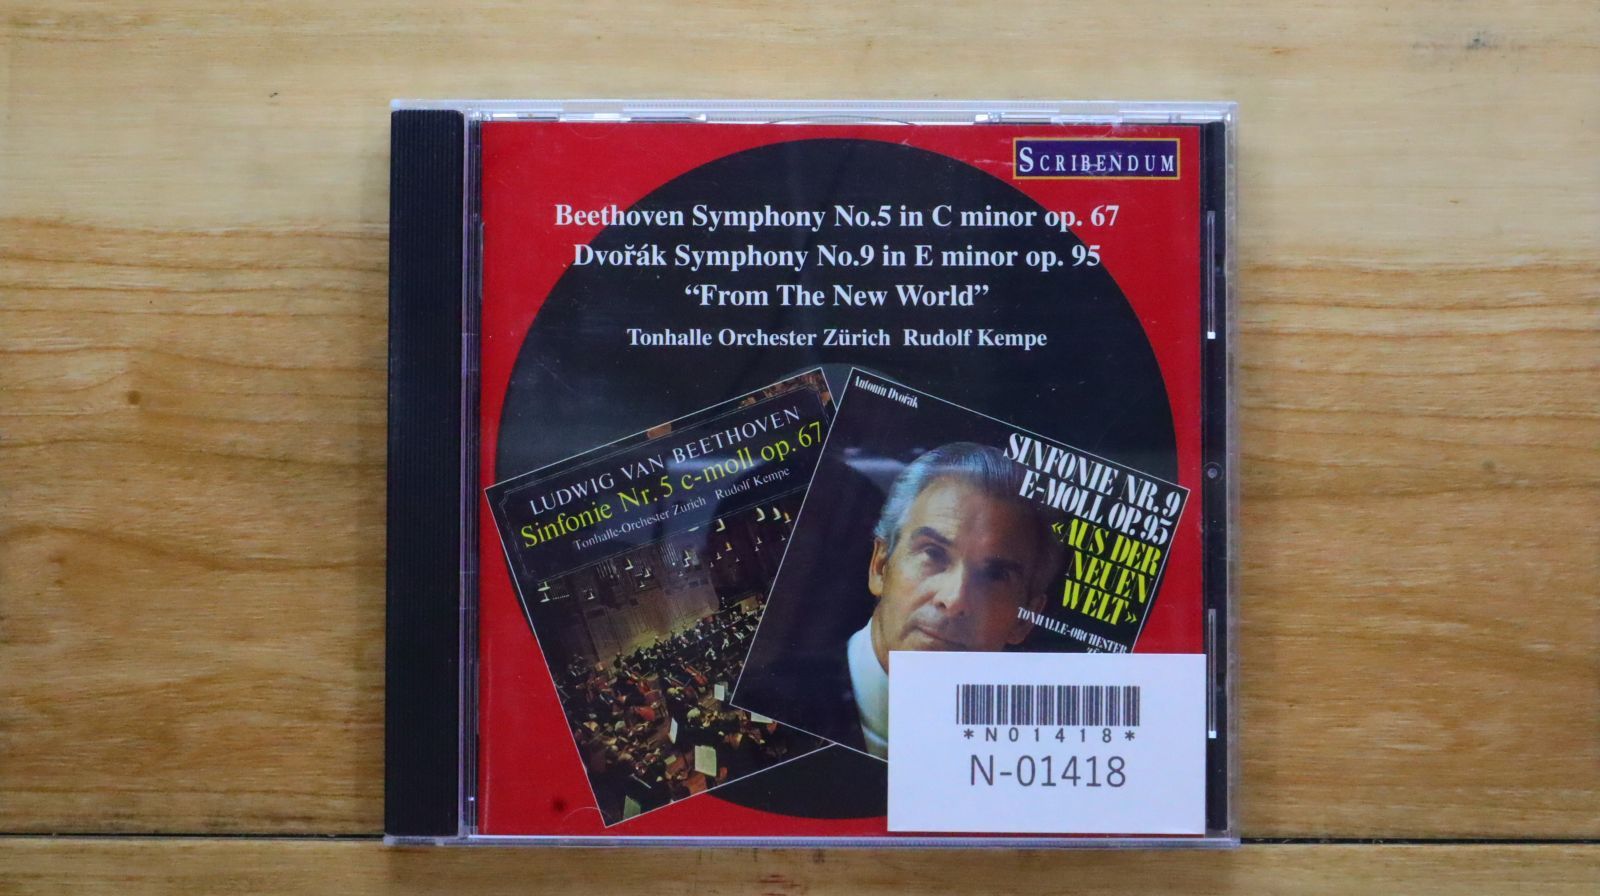 SCRIBENDUM
Beethoven Symphony No.5 in C minor op. 67
Dvořák Symphony No.9 in E minor op. 95
“From The New World”
Tonhalle Orchester Zürich Rudolf Kempe
LUDWIG VAN BEETHOVEN
Sinfonie Nr.5 c-moll op.67
Tonhalle-Orchester Zürich Rudolf Kempe
Antonín Dvořák
SINFONIE NR.9
E-MOLL OP.95
«AUS DER
NEUEN
WELT»
TONHALLE-ORCHESTER
*N01418*
N-01418